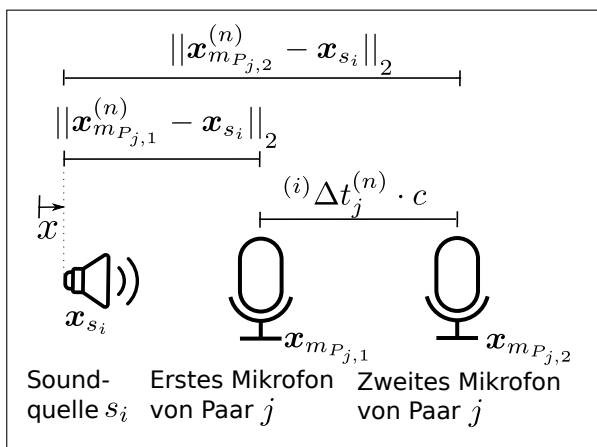 ||x_{m_{P_{j,2}}}^{(n)} − x_{s_i}||_2
||x_{m_{P_{j,1}}}^{(n)} − x_{s_i}||_2
^{(i)}Δt_j^{(n)} · c
x
x_{s_i}
x_{m_{P_{j,1}}}
x_{m_{P_{j,2}}}
Sound-
quelle s_i
Erstes Mikrofon
von Paar j
Zweites Mikrofon
von Paar j